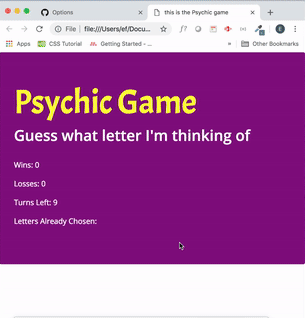 Options
this is the Psychic game
File
file:///Users/ef/Docu...
Apps
CSS Tutorial
Getting Started - ...
»
Other Bookmarks
Psychic Game
Guess what letter I'm thinking of
Wins: 0
Losses: 0
Turns Left: 9
Letters Already Chosen: